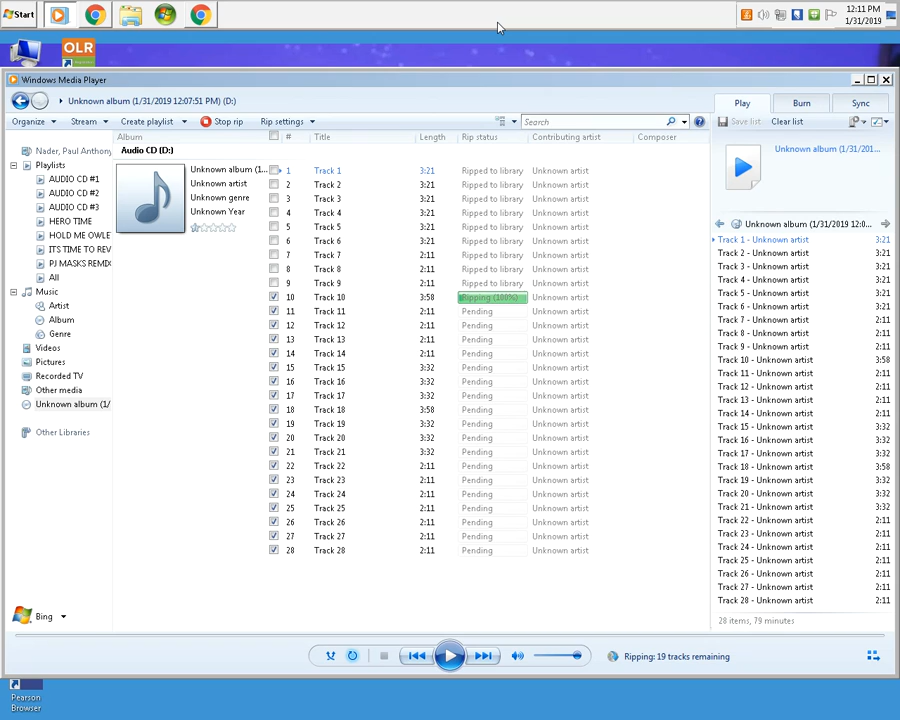 Start
12:11 PM
1/31/2019
OLR
Windows Media Player
Unknown album (1/31/2019 12:07:51 PM) (D:)
Play Burn Sync
Organize Stream Create playlist Stop rip Rip settings Search
Save list Clear list
Album # Title Length Rip status Contributing artist Composer
Nader, Paul Anthony
Playlists
AUDIO CD #1
AUDIO CD #2
AUDIO CD #3
HERO TIME
HOLD ME OWLE
IT'S TIME TO REV
PJ MASKS REMIX
All
Music
Artist
Album
Genre
Videos
Pictures
Recorded TV
Other media
Unknown album (1/
Other Libraries
Bing
Audio CD (D:)
Unknown album (1...
Unknown artist
Unknown genre
Unknown Year
1 Track 1 3:21 Ripped to library Unknown artist
2 Track 2 3:21 Ripped to library Unknown artist
3 Track 3 3:21 Ripped to library Unknown artist
4 Track 4 3:21 Ripped to library Unknown artist
5 Track 5 3:21 Ripped to library Unknown artist
6 Track 6 3:21 Ripped to library Unknown artist
7 Track 7 2:11 Ripped to library Unknown artist
8 Track 8 2:11 Ripped to library Unknown artist
9 Track 9 2:11 Ripped to library Unknown artist
10 Track 10 3:58 Ripping (100%) Unknown artist
11 Track 11 2:11 Pending Unknown artist
12 Track 12 2:11 Pending Unknown artist
13 Track 13 2:11 Pending Unknown artist
14 Track 14 2:11 Pending Unknown artist
15 Track 15 3:32 Pending Unknown artist
16 Track 16 3:32 Pending Unknown artist
17 Track 17 3:32 Pending Unknown artist
18 Track 18 3:58 Pending Unknown artist
19 Track 19 3:32 Pending Unknown artist
20 Track 20 3:32 Pending Unknown artist
21 Track 21 3:32 Pending Unknown artist
22 Track 22 2:11 Pending Unknown artist
23 Track 23 2:11 Pending Unknown artist
24 Track 24 2:11 Pending Unknown artist
25 Track 25 2:11 Pending Unknown artist
26 Track 26 2:11 Pending Unknown artist
27 Track 27 2:11 Pending Unknown artist
28 Track 28 2:11 Pending Unknown artist
Unknown album (1/31/201...
Unknown album (1/31/2019 12:0...
Track 1 - Unknown artist 3:21
Track 2 - Unknown artist 3:21
Track 3 - Unknown artist 3:21
Track 4 - Unknown artist 3:21
Track 5 - Unknown artist 3:21
Track 6 - Unknown artist 3:21
Track 7 - Unknown artist 2:11
Track 8 - Unknown artist 2:11
Track 9 - Unknown artist 2:11
Track 10 - Unknown artist 3:58
Track 11 - Unknown artist 2:11
Track 12 - Unknown artist 2:11
Track 13 - Unknown artist 2:11
Track 14 - Unknown artist 2:11
Track 15 - Unknown artist 3:32
Track 16 - Unknown artist 3:32
Track 17 - Unknown artist 3:32
Track 18 - Unknown artist 3:58
Track 19 - Unknown artist 3:32
Track 20 - Unknown artist 3:32
Track 21 - Unknown artist 3:32
Track 22 - Unknown artist 2:11
Track 23 - Unknown artist 2:11
Track 24 - Unknown artist 2:11
Track 25 - Unknown artist 2:11
Track 26 - Unknown artist 2:11
Track 27 - Unknown artist 2:11
Track 28 - Unknown artist 2:11
28 items, 79 minutes
Ripping: 19 tracks remaining
Pearson
Browser